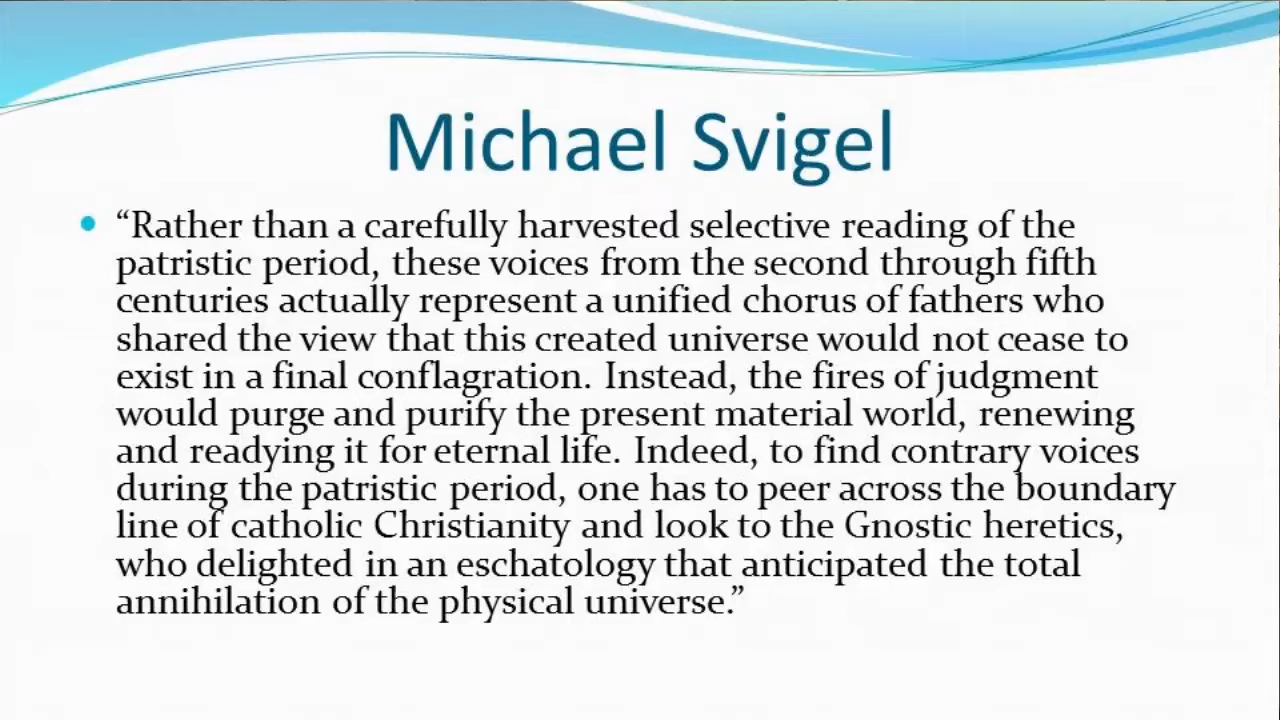 Michael Svigel
• “Rather than a carefully harvested selective reading of the
patristic period, these voices from the second through fifth
centuries actually represent a unified chorus of fathers who
shared the view that this created universe would not cease to
exist in a final conflagration. Instead, the fires of judgment
would purge and purify the present material world, renewing
and readying it for eternal life. Indeed, to find contrary voices
during the patristic period, one has to peer across the boundary
line of catholic Christianity and look to the Gnostic heretics,
who delighted in an eschatology that anticipated the total
annihilation of the physical universe.”